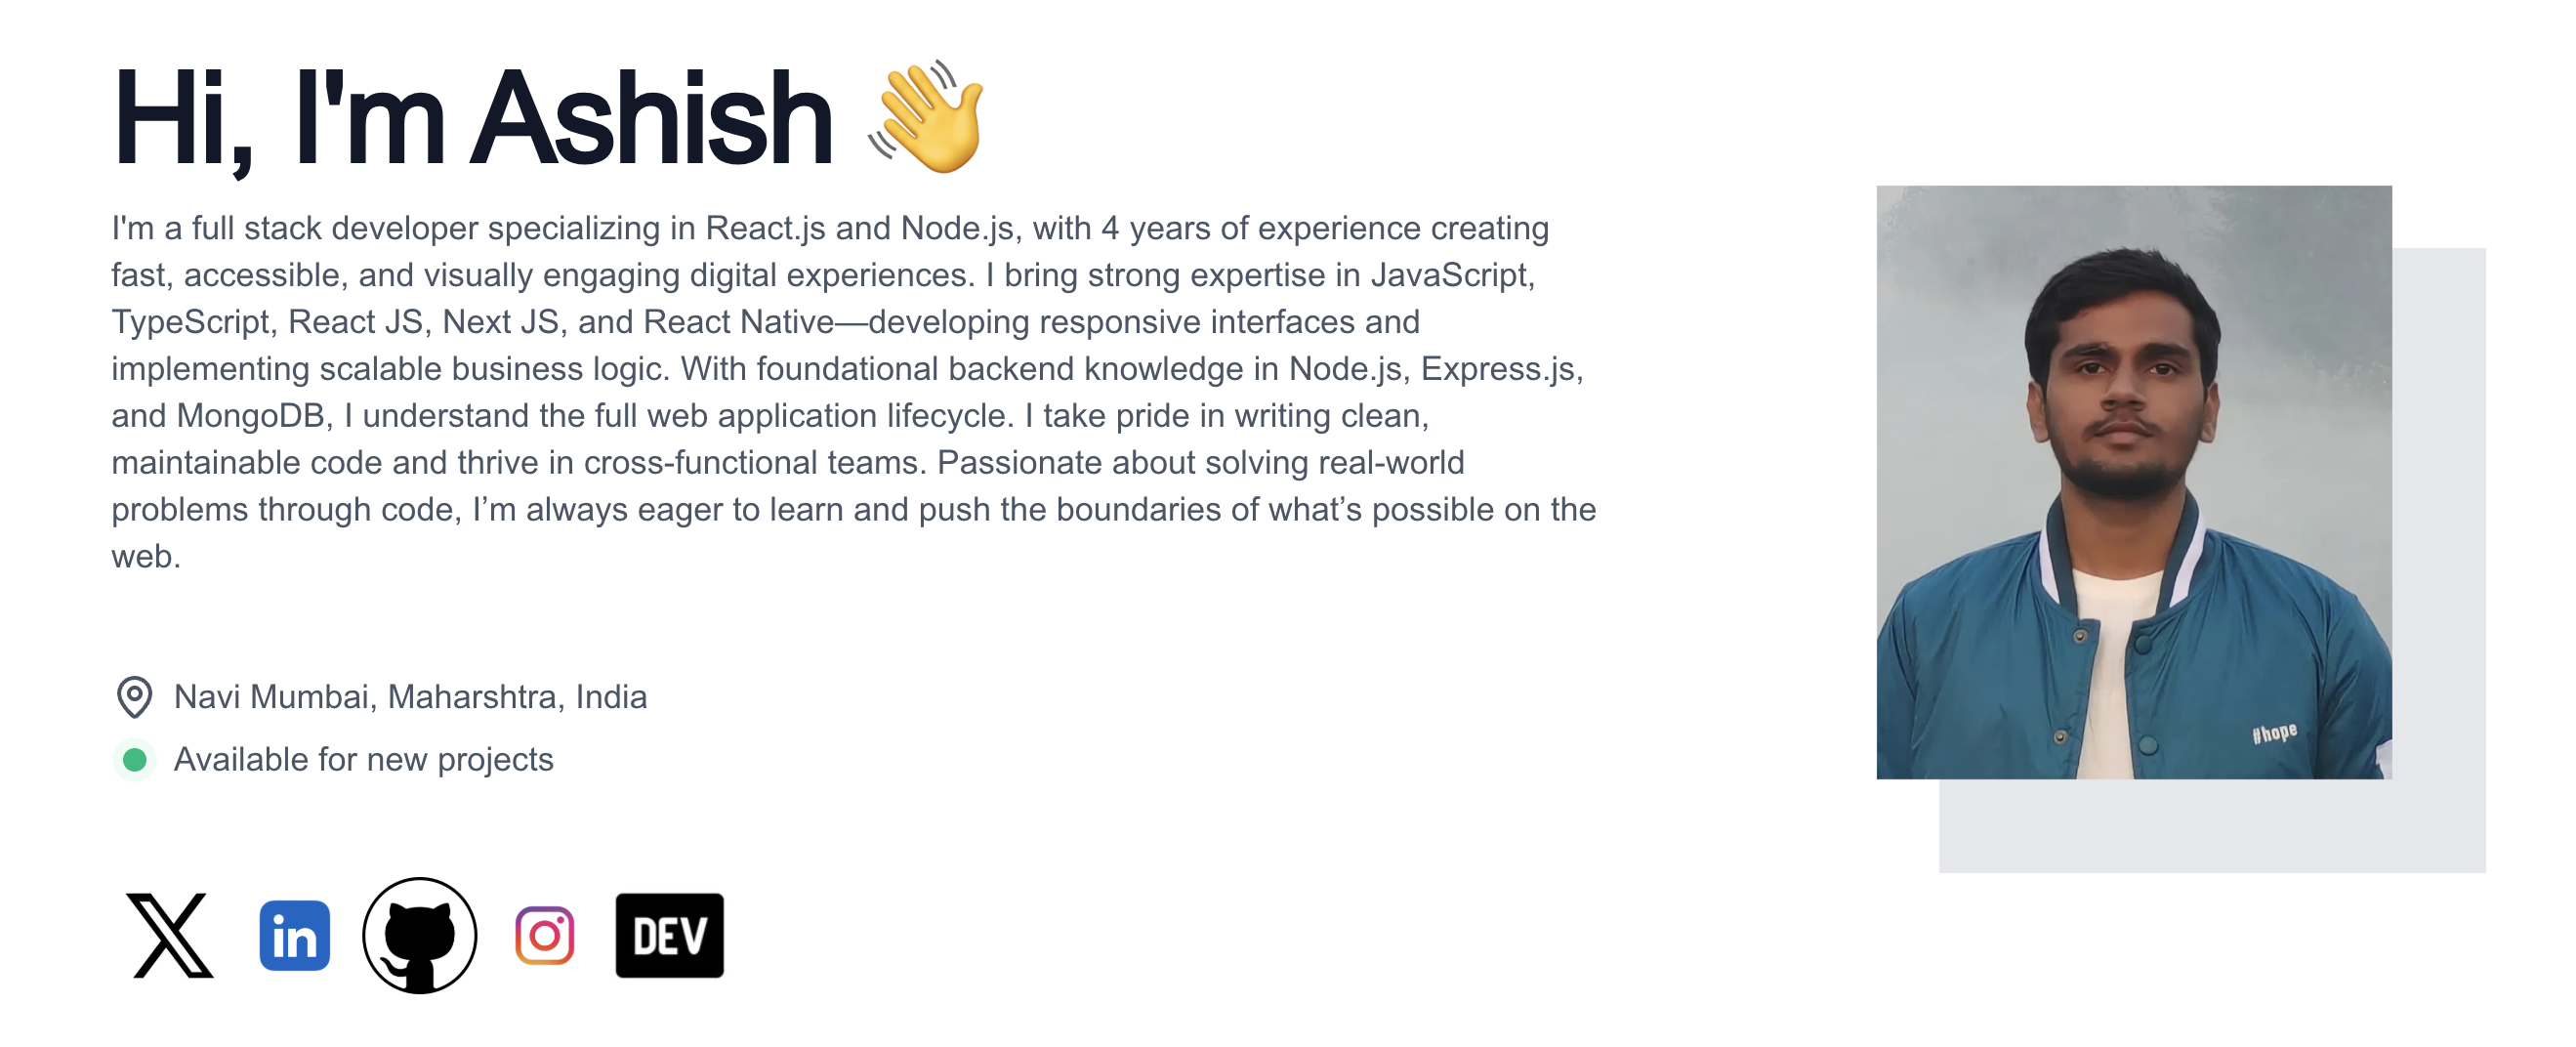 Hi, I'm Ashish 👋
I'm a full stack developer specializing in React.js and Node.js, with 4 years of experience creating
fast, accessible, and visually engaging digital experiences. I bring strong expertise in JavaScript,
TypeScript, React JS, Next JS, and React Native—developing responsive interfaces and
implementing scalable business logic. With foundational backend knowledge in Node.js, Express.js,
and MongoDB, I understand the full web application lifecycle. I take pride in writing clean,
maintainable code and thrive in cross-functional teams. Passionate about solving real-world
problems through code, I’m always eager to learn and push the boundaries of what’s possible on the
web.
#hope
Navi Mumbai, Maharshtra, India
Available for new projects
X
in
DEV